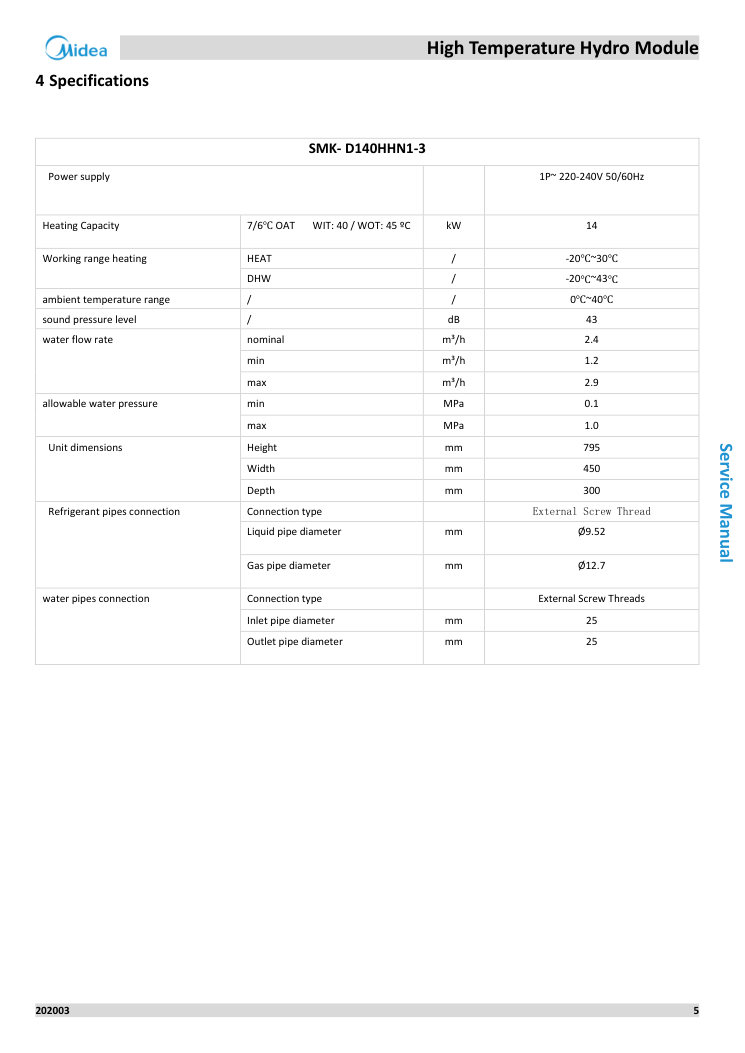 Midea
High Temperature Hydro Module
4 Specifications
SMK- D140HHN1-3
Power supply 1P~ 220-240V 50/60Hz
Heating Capacity 7/6℃ OAT WIT: 40 / WOT: 45 ºC kW 14
Working range heating HEAT / -20℃~30℃
DHW / -20℃~43℃
ambient temperature range / / 0℃~40℃
sound pressure level / dB 43
water flow rate nominal m³/h 2.4
min m³/h 1.2
max m³/h 2.9
allowable water pressure min MPa 0.1
max MPa 1.0
Unit dimensions Height mm 795
Width mm 450
Depth mm 300
Refrigerant pipes connection Connection type External Screw Thread
Liquid pipe diameter mm Ø9.52
Gas pipe diameter mm Ø12.7
water pipes connection Connection type External Screw Threads
Inlet pipe diameter mm 25
Outlet pipe diameter mm 25
Service Manual
202003 5